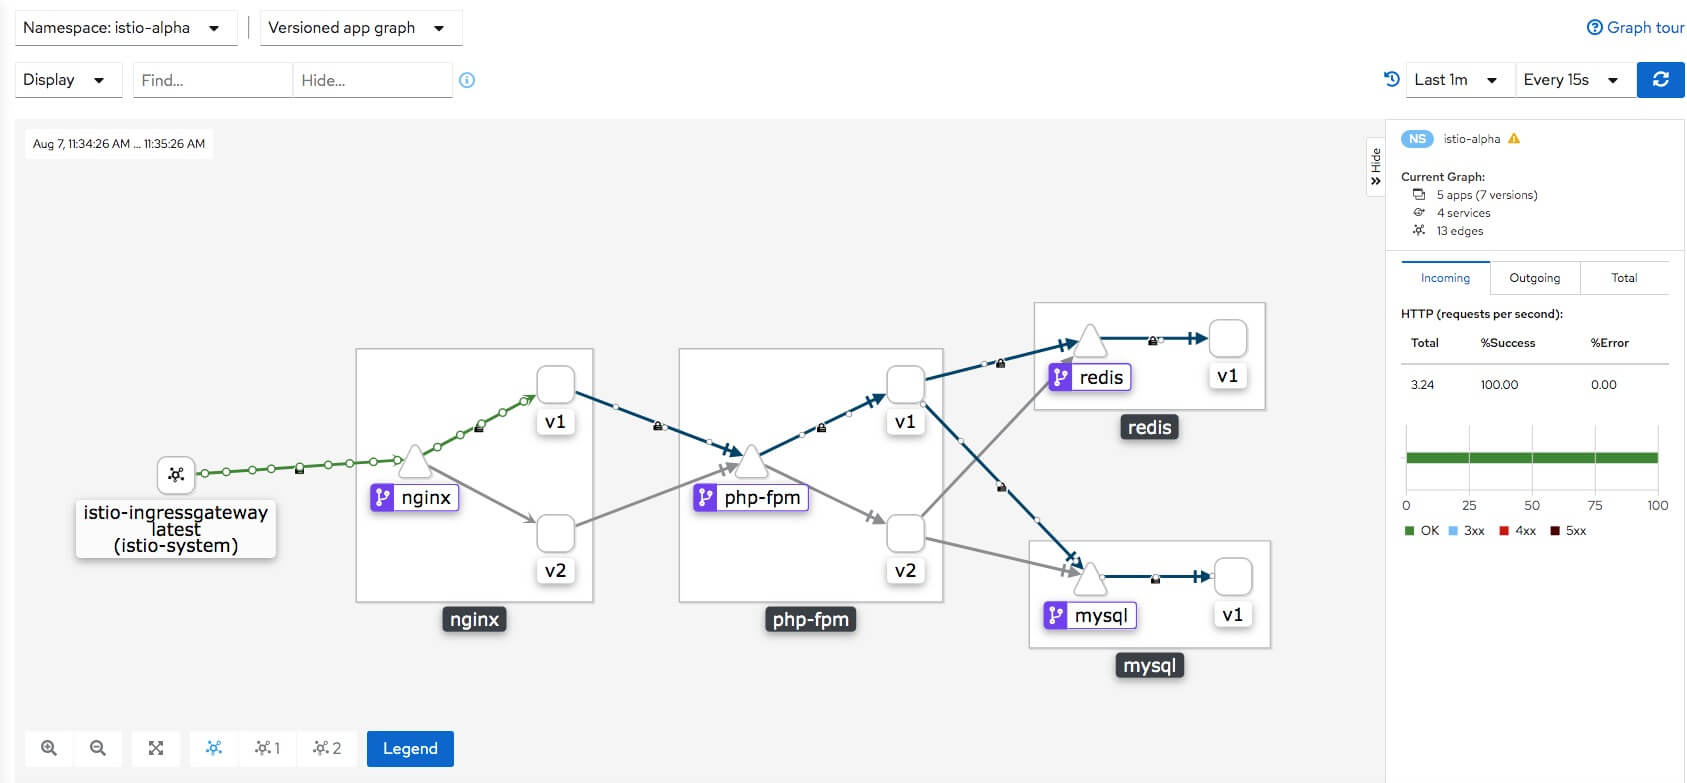 Namespace: istio-alpha
Versioned app graph
Graph tour
Display
Find...
Hide...
Last 1m
Every 15s
Aug 7, 11:34:26 AM ... 11:35:26 AM
Hide
NS istio-alpha
Current Graph:
5 apps (7 versions)
4 services
13 edges
Incoming
Outgoing
Total
HTTP (requests per second):
Total %Success %Error
3.24 100.00 0.00
0 25 50 75 100
OK 3xx 4xx 5xx
istio-ingressgateway
latest
(istio-system)
nginx
v1
v2
nginx
php-fpm
v1
v2
php-fpm
redis
v1
redis
mysql
v1
mysql
1
2
Legend